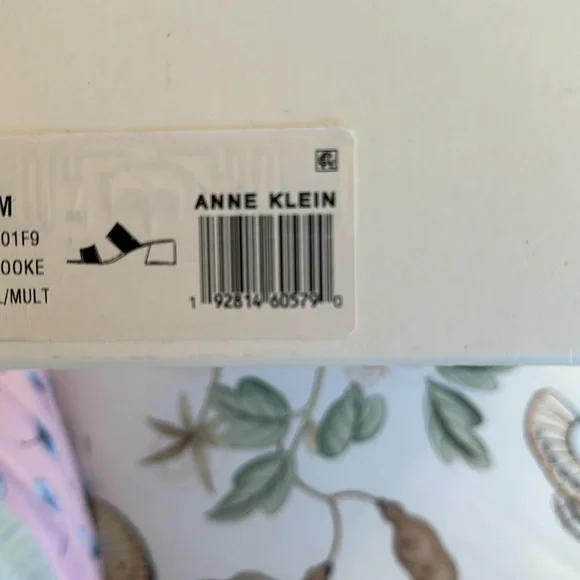 M
ANNE KLEIN
01F9
OOKE
L/MULT
1 92814 60579 0